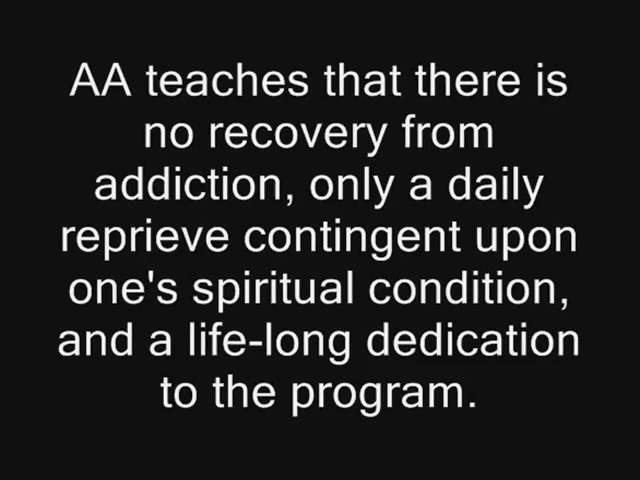 AA teaches that there is
no recovery from
addiction, only a daily
reprieve contingent upon
one's spiritual condition,
and a life-long dedication
to the program.